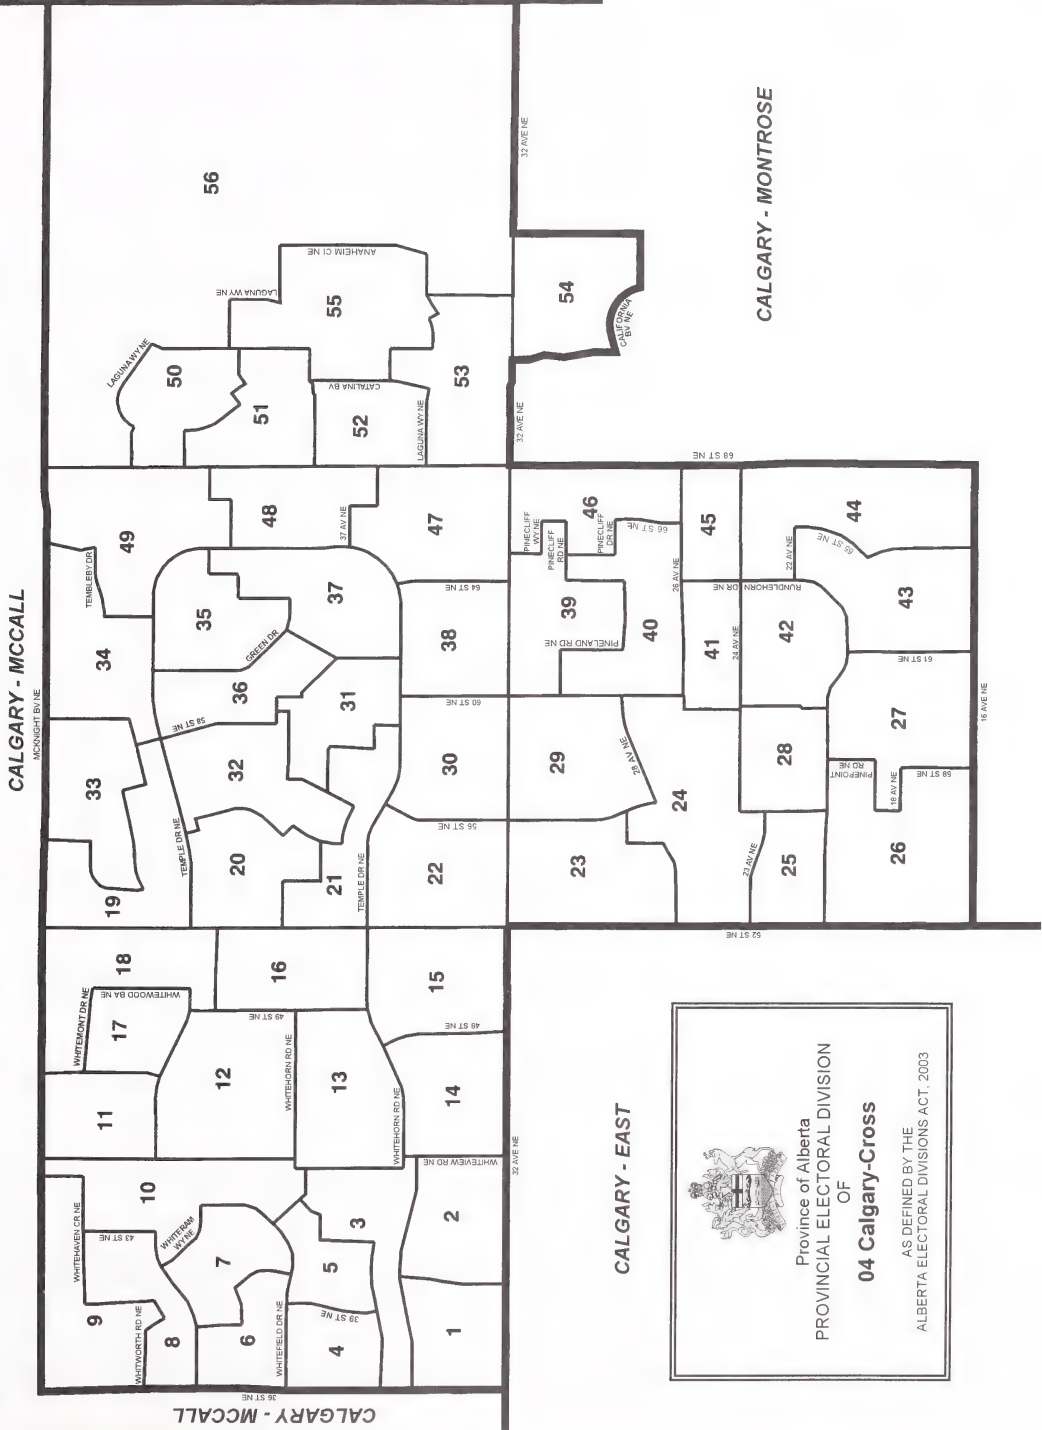 CALGARY - MCCALL
MCKNIGHT BV NE
CALGARY - MCCALL
36 ST NE
9
WHITEHAVEN CR NE
43 ST NE
WHITWORTH RD NE
8
WHITERAM
WY NE
10
7
6
WHITEFIELD DR NE
5
39 ST NE
4
3
2
1
WHITEVIEW RD NE
32 AVE NE
11
WHITEMONT DR NE
17
WHITEWOOD BA NE
18
12
49 ST NE
16
WHITEHORN RD NE
13
WHITEHORN RD NE
14
48 ST NE
15
19
33
34
TEMBLEBY DR
49
TEMPLE DR NE
58 ST NE
20
32
36
35
GREEN DR
37
48
37 AV NE
21
31
TEMPLE DR NE
22
56 ST NE
30
60 ST NE
38
64 ST NE
47
LAGUNA WY NE
50
51
52
CATALINA BV
LAGUNA WY NE
53
LAGUNA WY NE
55
ANAHEIM CI NE
56
32 AVE NE
32 AVE NE
54
CALIFORNIA
BV NE
CALGARY - MONTROSE
23
29
28 AV NE
24
39
PINELAND RD NE
40
PINECLIFF
WY NE
PINECLIFF
RD NE
PINECLIFF
DR NE
46
66 ST NE
26 AV NE
68 ST NE
45
41
24 AV NE
RUNDLEHORN DR NE
22 AV NE
65 ST NE
44
42
43
61 ST NE
23 AV NE
25
28
27
PINEPOINT
RD NE
18 AV NE
58 ST NE
26
16 AVE NE
52 ST NE
CALGARY - EAST
Province of Alberta
PROVINCIAL ELECTORAL DIVISION
OF
04 Calgary-Cross
AS DEFINED BY THE
ALBERTA ELECTORAL DIVISIONS ACT, 2003